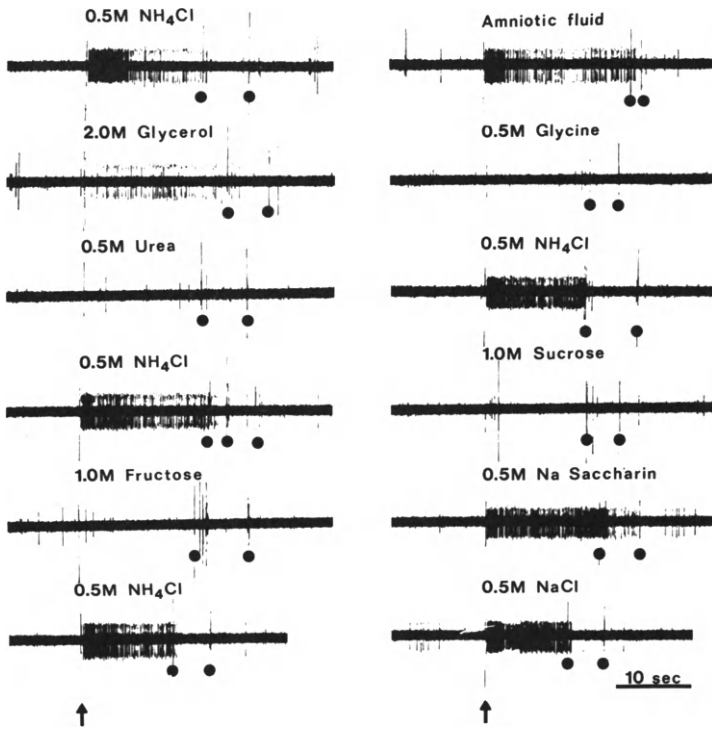 0.5M NH₄Cl
2.0M Glycerol
0.5M Urea
0.5M NH₄Cl
1.0M Fructose
0.5M NH₄Cl
Amniotic fluid
0.5M Glycine
0.5M NH₄Cl
1.0M Sucrose
0.5M Na Saccharin
0.5M NaCl
10 sec